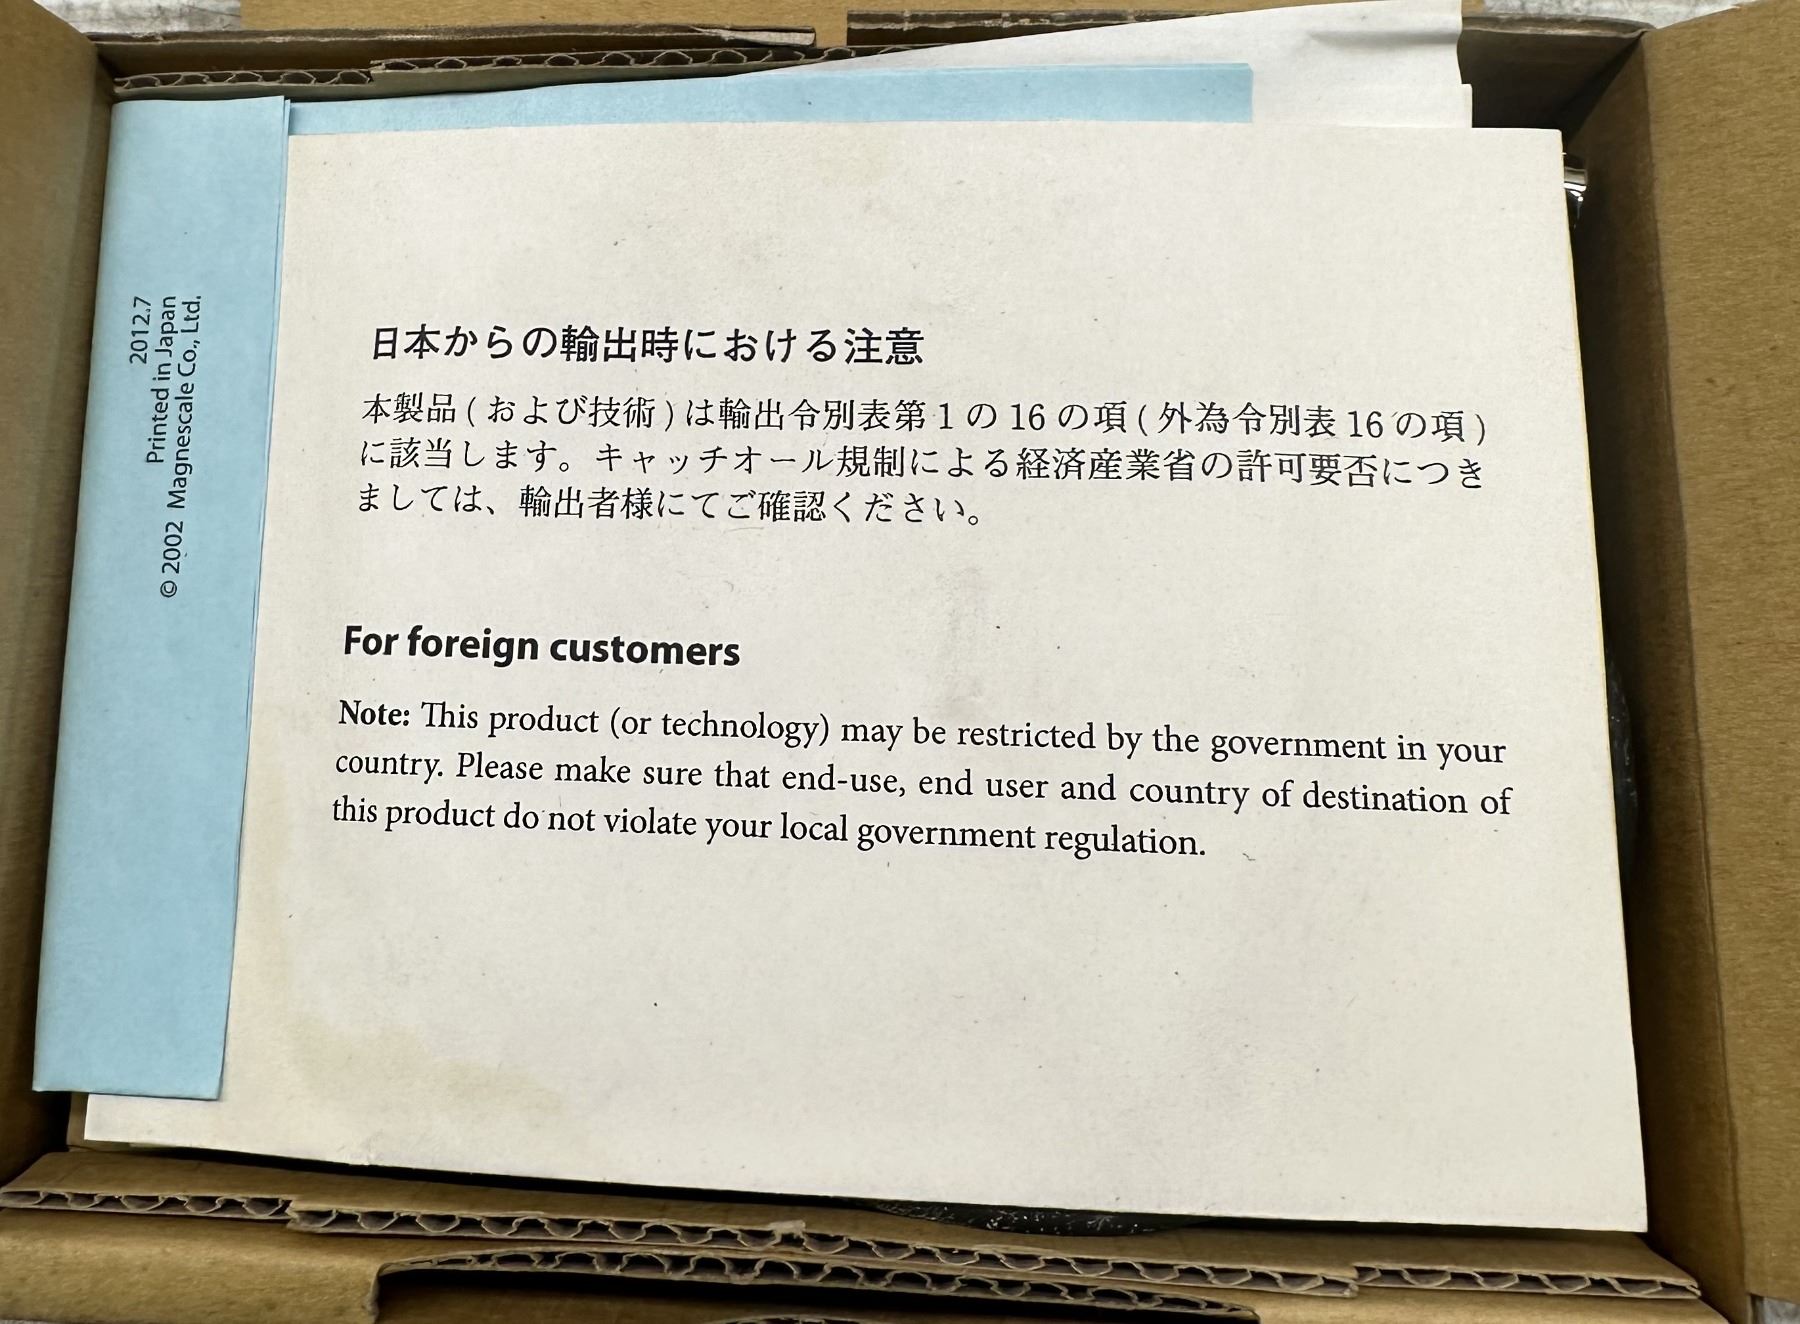 2012.7
Printed in Japan
© 2002 Magnescale Co., Ltd.
日本からの輸出時における注意
本製品 ( および技術 ) は輸出令別表第 1 の 16 の項 ( 外為令別表 16 の項 )
に該当します。キャッチオール規制による経済産業省の許可要否につき
ましては、輸出者様にてご確認ください。
For foreign customers
Note: This product (or technology) may be restricted by the government in your
country. Please make sure that end-use, end user and country of destination of
this product do not violate your local government regulation.